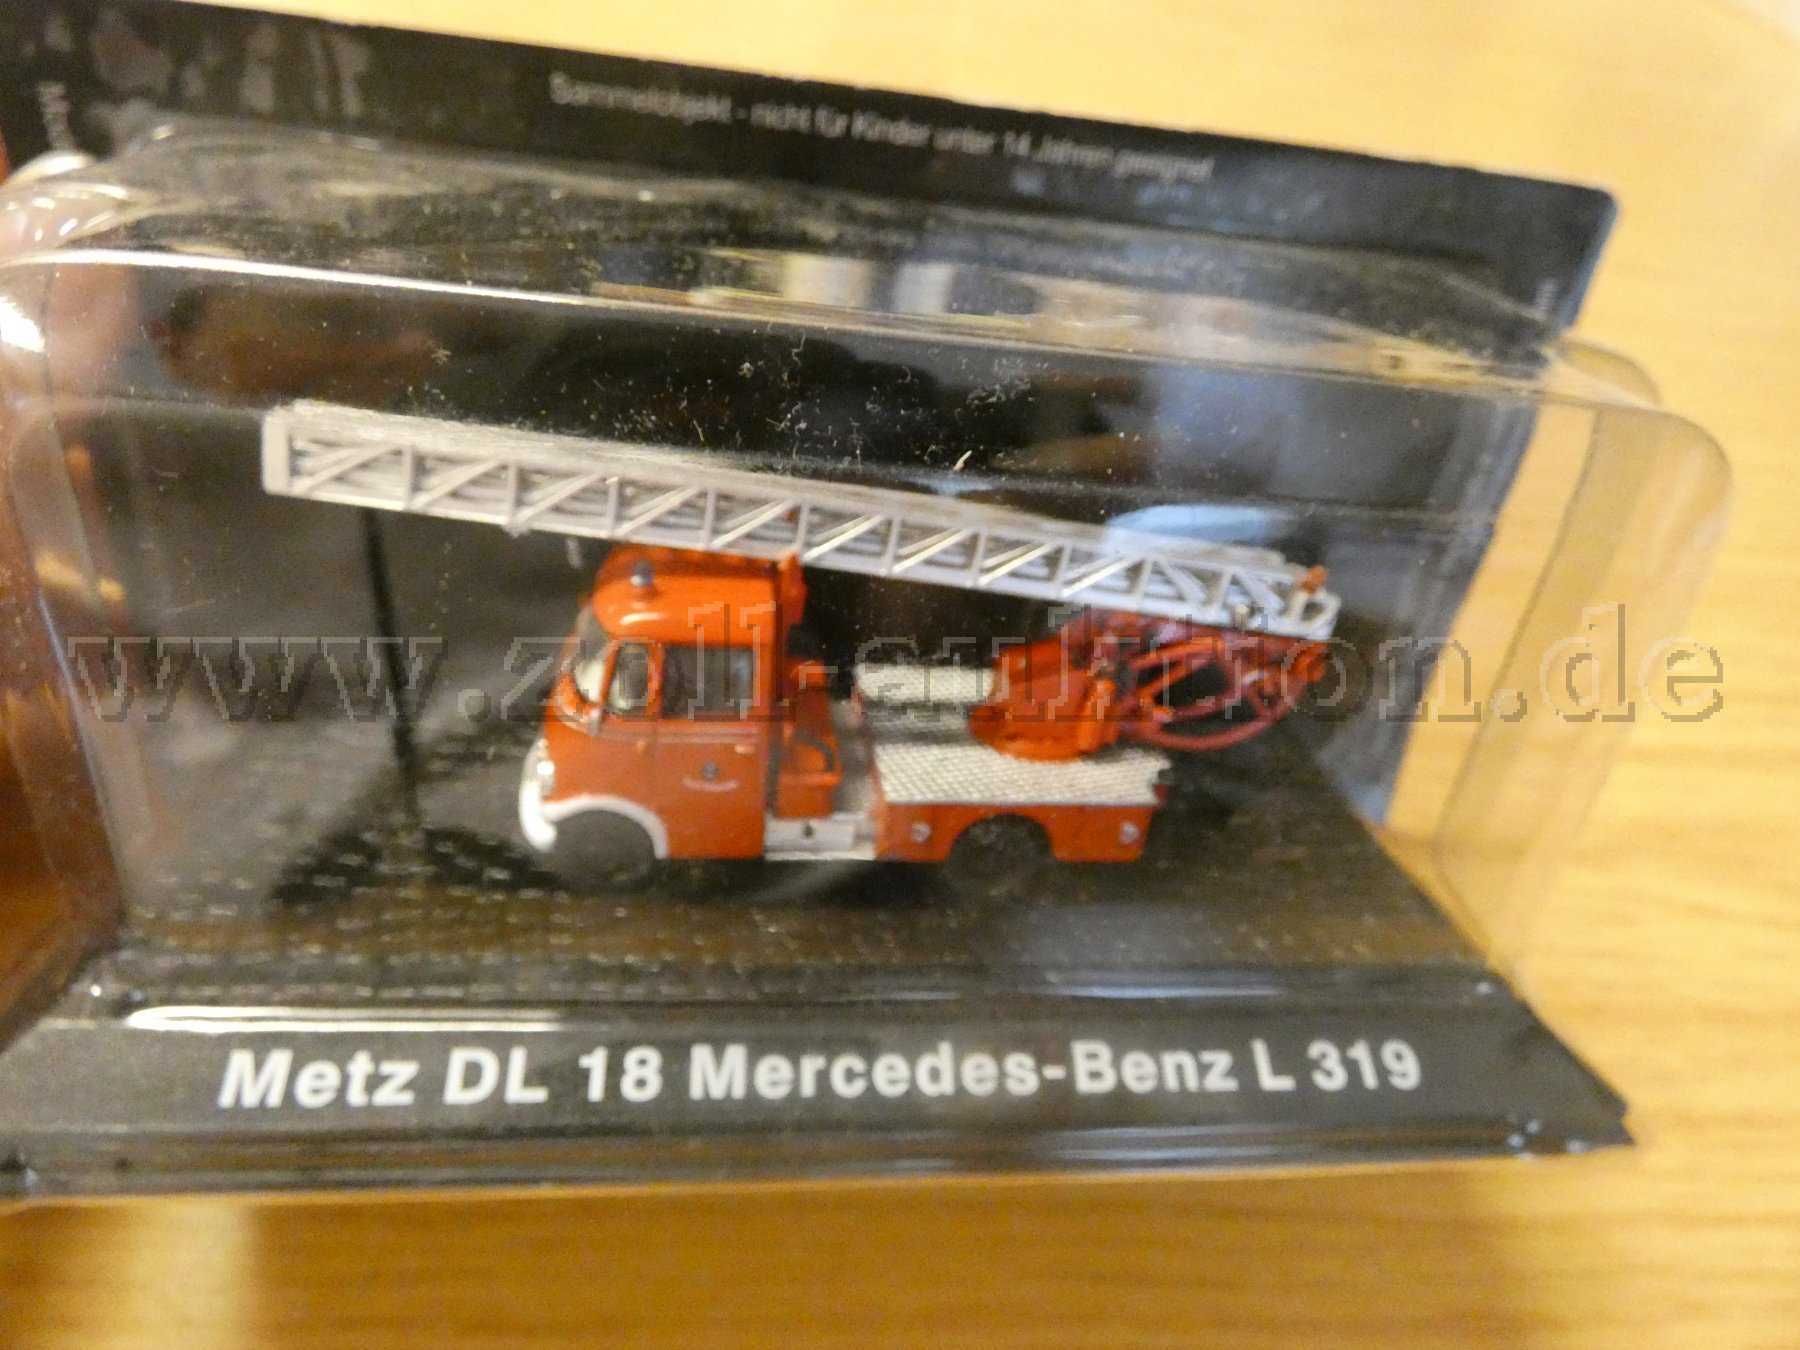 Sammelobjekt - nicht für Kinder unter 14 Jahren geeignet
www.zoll-auktion.de
Metz DL 18 Mercedes-Benz L 319